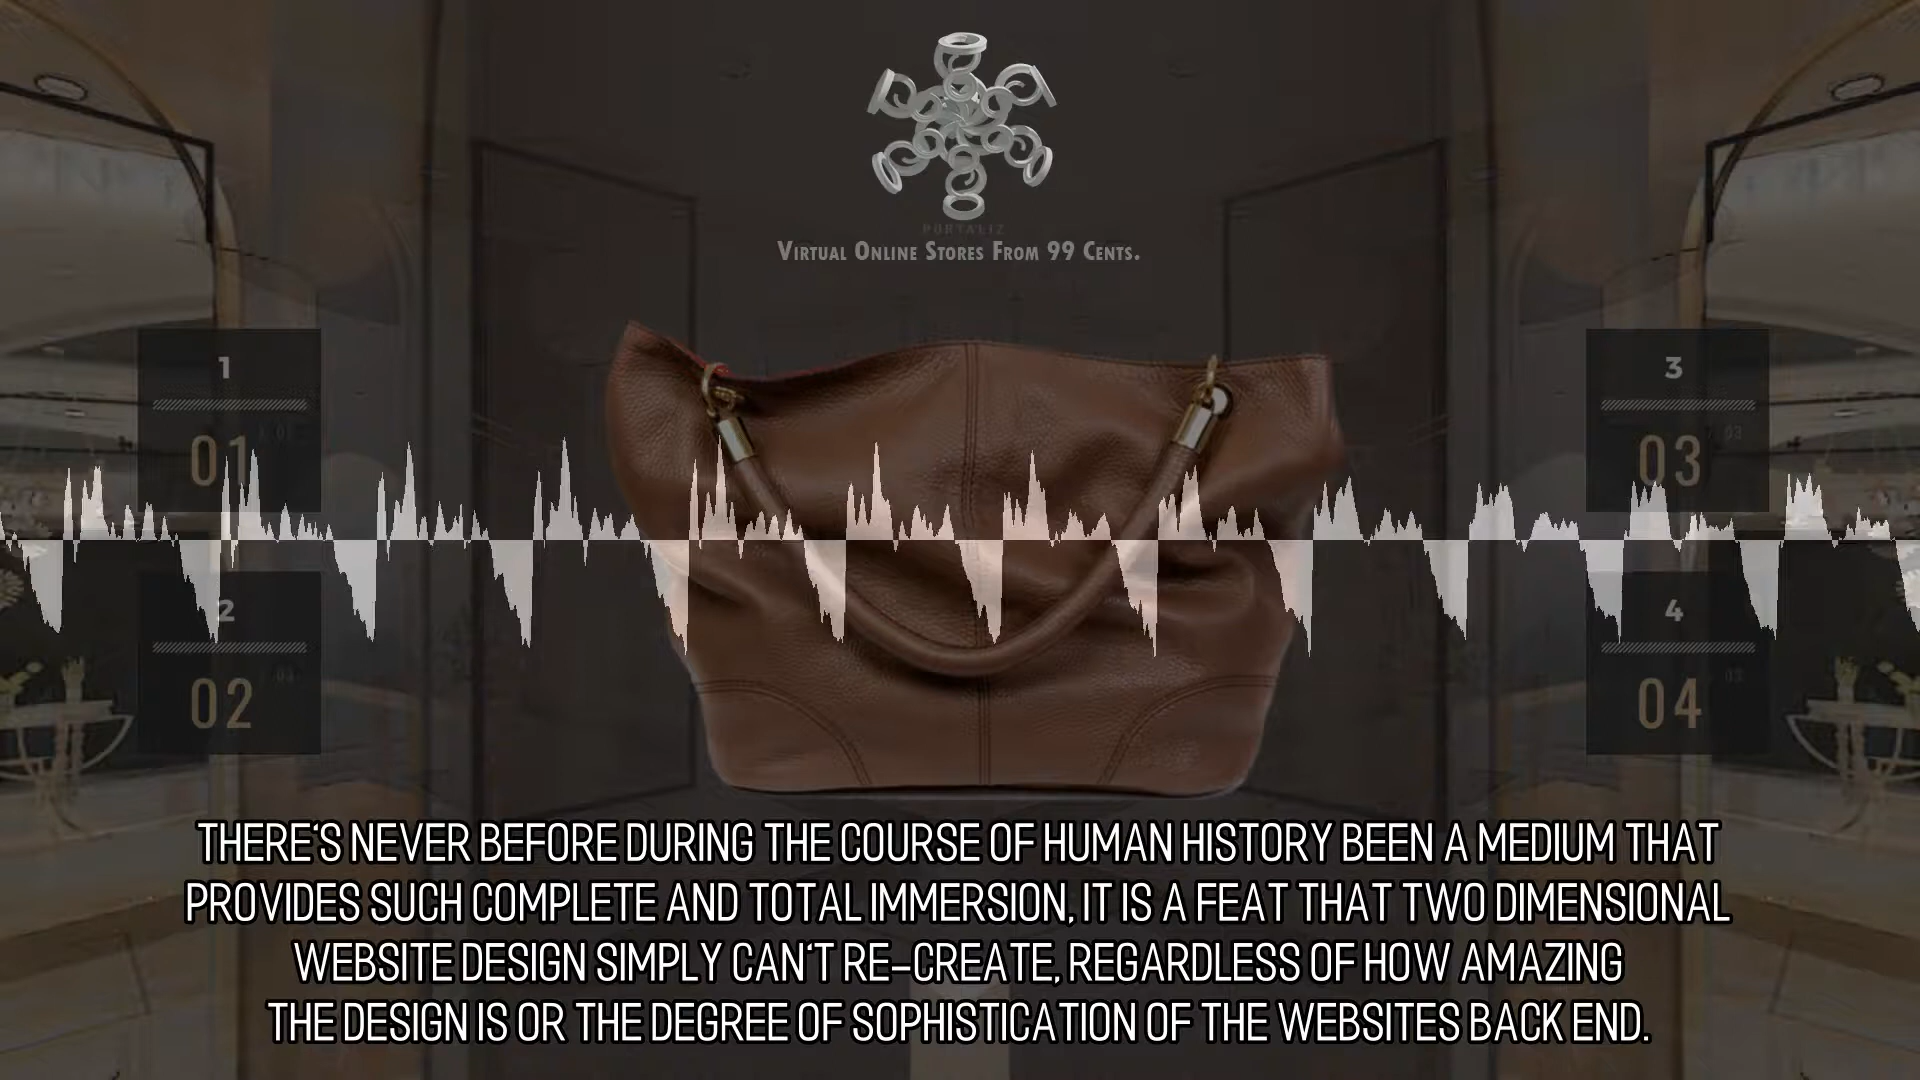 PORTALIZ
Virtual Online Stores From 99 Cents.
1
01
3
03
03
2
02
4
04
03
THERE'S NEVER BEFORE DURING THE COURSE OF HUMAN HISTORY BEEN A MEDIUM THAT
PROVIDES SUCH COMPLETE AND TOTAL IMMERSION, IT IS A FEAT THAT TWO DIMENSIONAL
WEBSITE DESIGN SIMPLY CAN'T RE-CREATE, REGARDLESS OF HOW AMAZING
THE DESIGN IS OR THE DEGREE OF SOPHISTICATION OF THE WEBSITES BACK END.